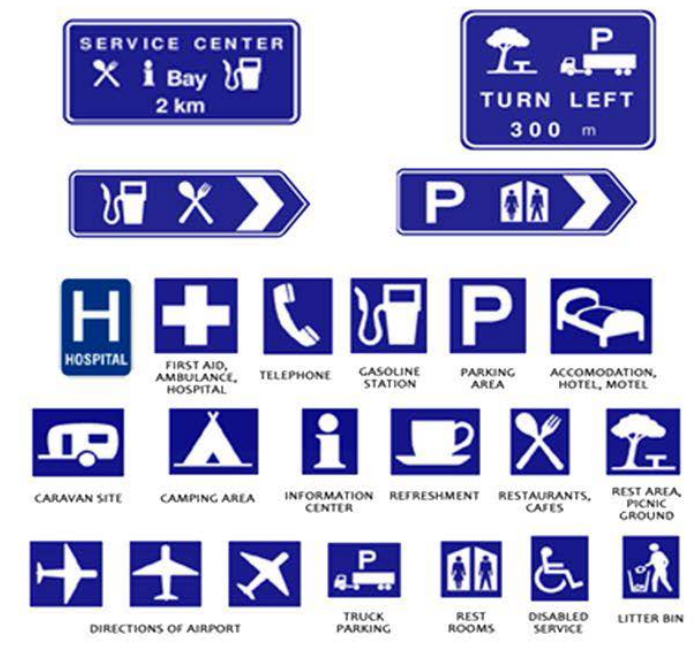 SERVICE CENTER
i Bay
2 km
P
TURN LEFT
300 m
P
H
HOSPITAL
P
FIRST AID,
AMBULANCE,
HOSPITAL
TELEPHONE
GASOLINE
STATION
PARKING
AREA
ACCOMODATION,
HOTEL, MOTEL
i
CARAVAN SITE
CAMPING AREA
INFORMATION
CENTER
REFRESHMENT
RESTAURANTS,
CAFES
REST AREA,
PICNIC
GROUND
P
DIRECTIONS OF AIRPORT
TRUCK
PARKING
REST
ROOMS
DISABLED
SERVICE
LITTER BIN